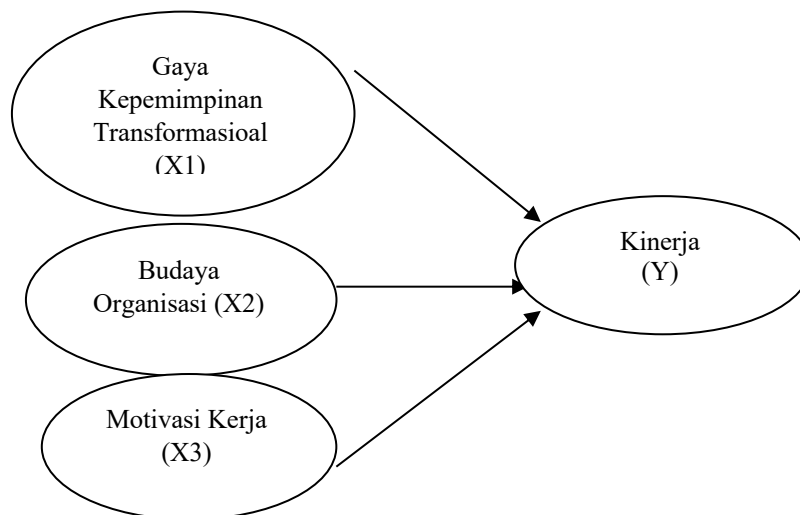 Gaya
Kepemimpinan
Transformasioal
(X1)
Budaya
Organisasi (X2)
Motivasi Kerja
(X3)
Kinerja
(Y)